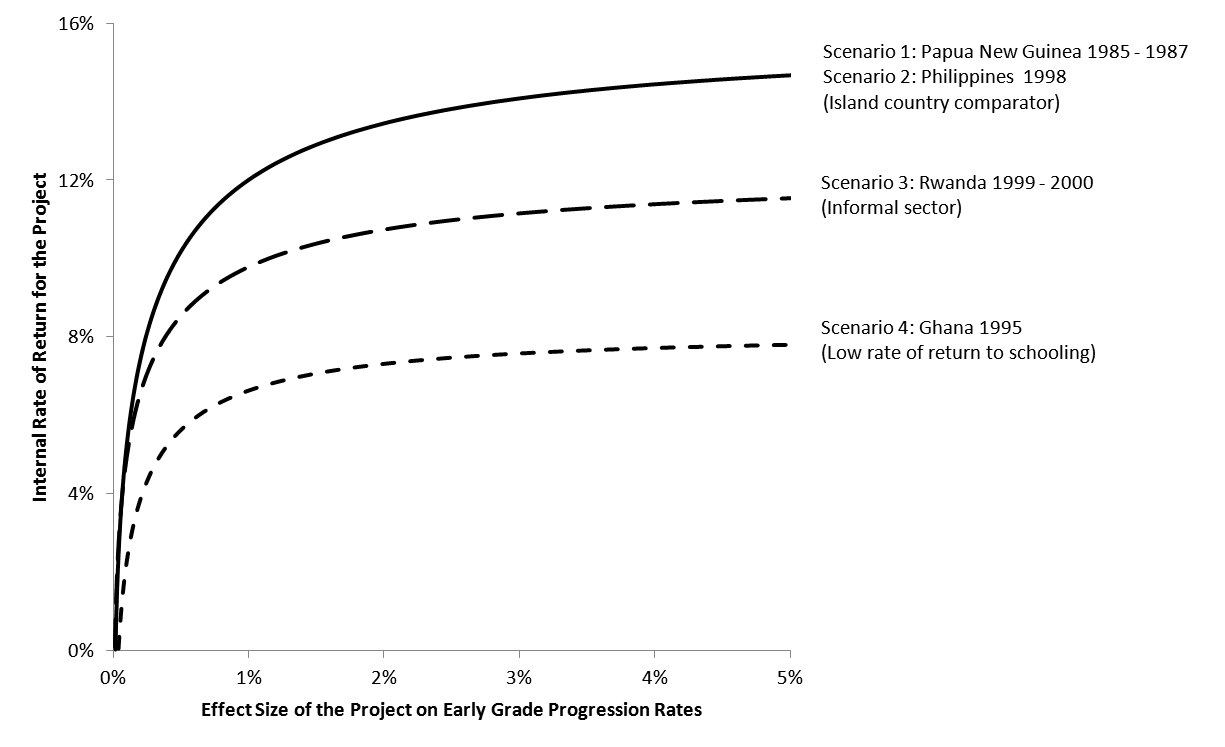 16%
12%
8%
4%
0%
Internal Rate of Return for the Project
0%
1%
2%
3%
4%
5%
Effect Size of the Project on Early Grade Progression Rates
Scenario 1: Papua New Guinea 1985 - 1987
Scenario 2: Philippines 1998
(Island country comparator)
Scenario 3: Rwanda 1999 - 2000
(Informal sector)
Scenario 4: Ghana 1995
(Low rate of return to schooling)